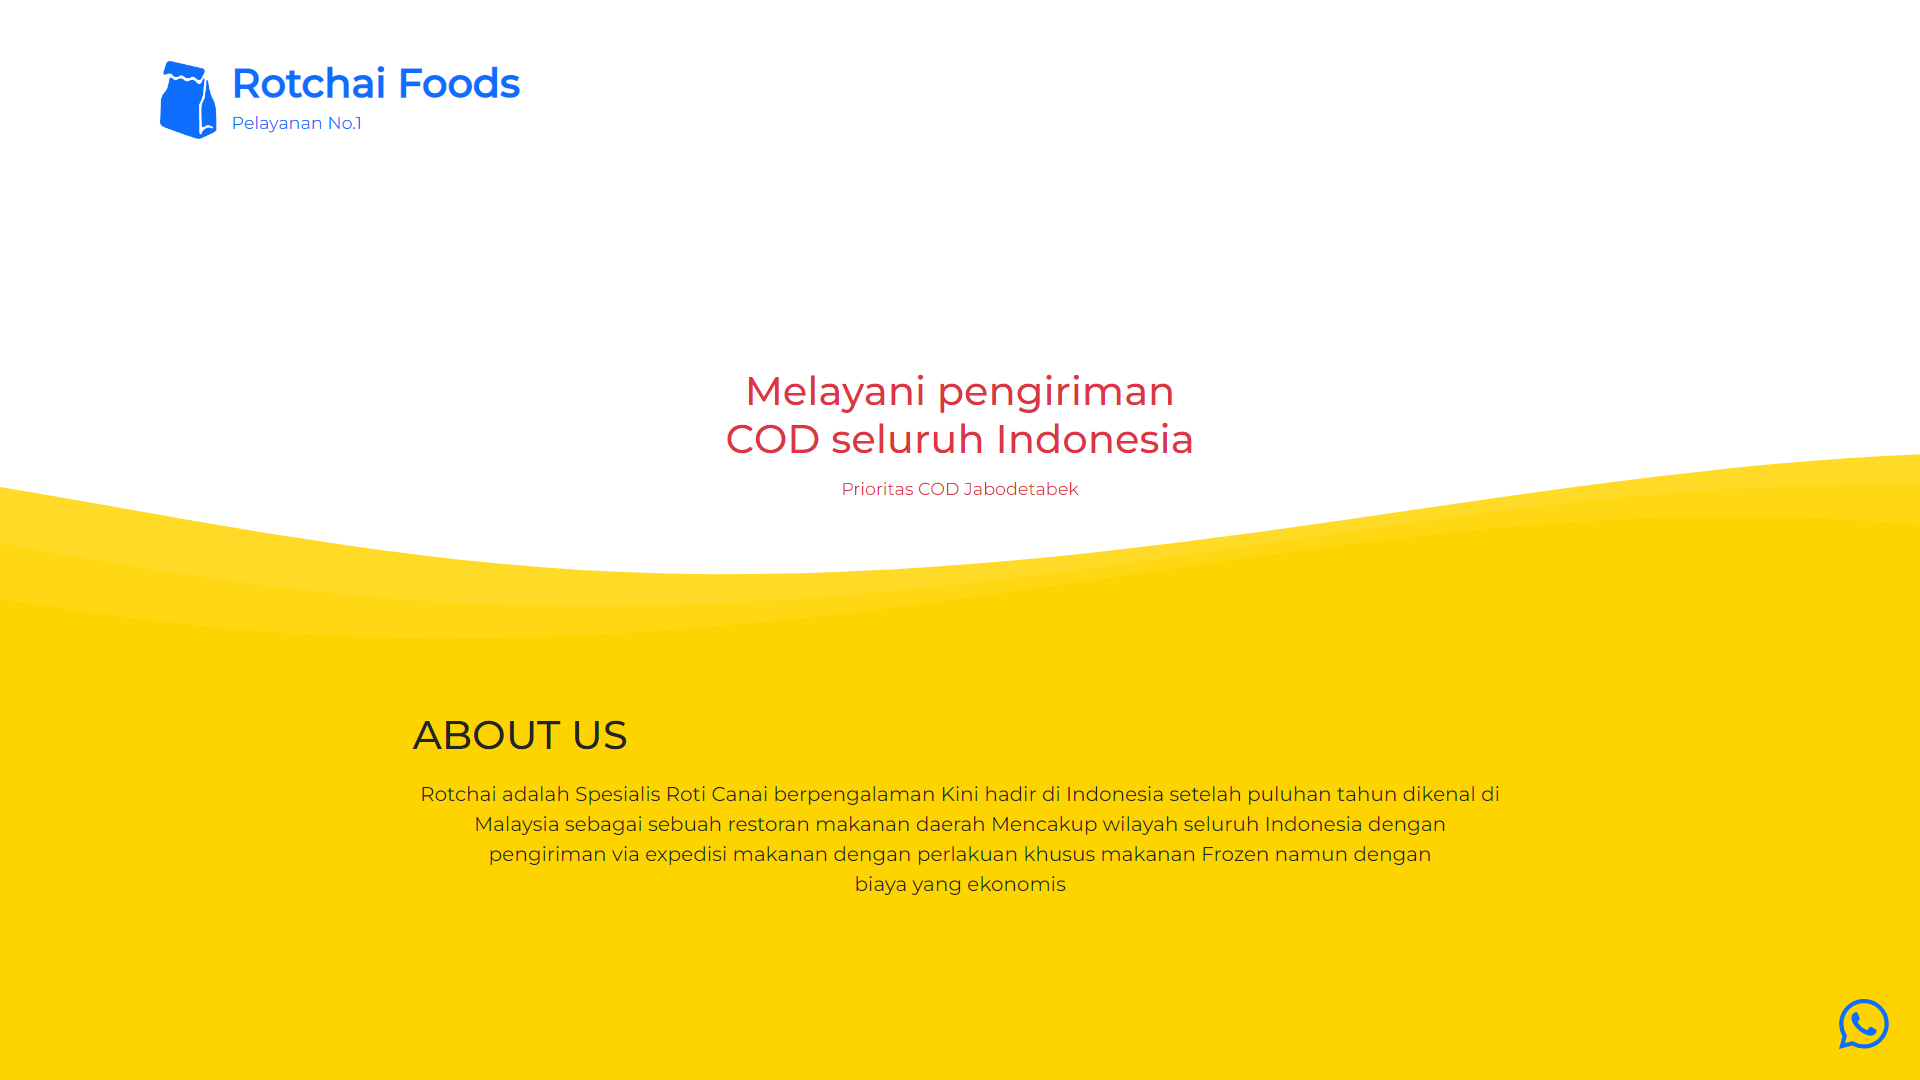 Rotchai Foods
Pelayanan No.1
Melayani pengiriman
COD seluruh Indonesia
Prioritas COD Jabodetabek
ABOUT US
Rotchai adalah Spesialis Roti Canai berpengalaman Kini hadir di Indonesia setelah puluhan tahun dikenal di
Malaysia sebagai sebuah restoran makanan daerah Mencakup wilayah seluruh Indonesia dengan
pengiriman via expedisi makanan dengan perlakuan khusus makanan Frozen namun dengan
biaya yang ekonomis